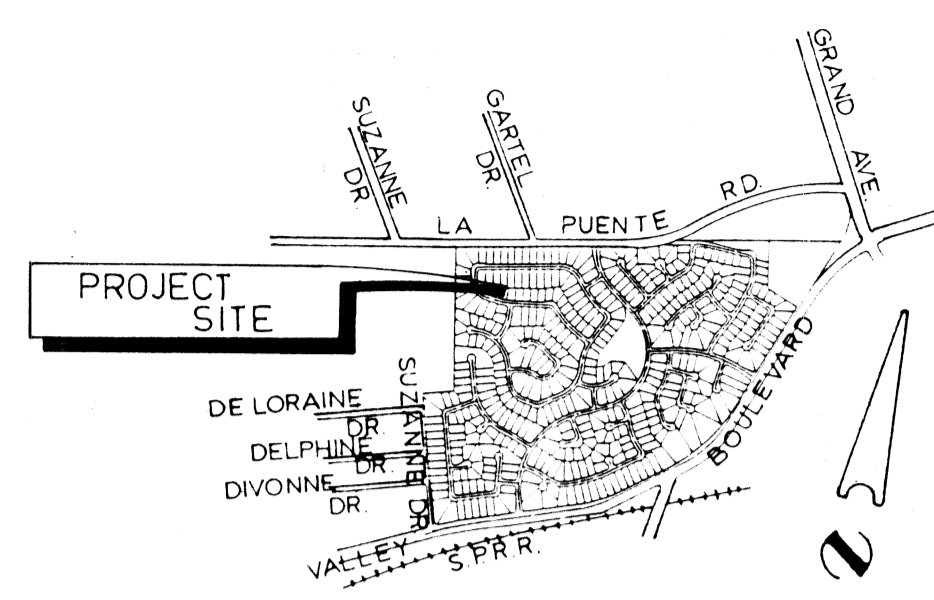 GRAND
AVE.
SUZANNE
DR
GARTEL
DR.
LA PUENTE RD.
PROJECT
SITE
SUZANNE DR.
DE LORAINE
DR.
DELPHINE
DR.
DIVONNE
DR.
VALLEY BOULEVARD
S.P.R.R.
N